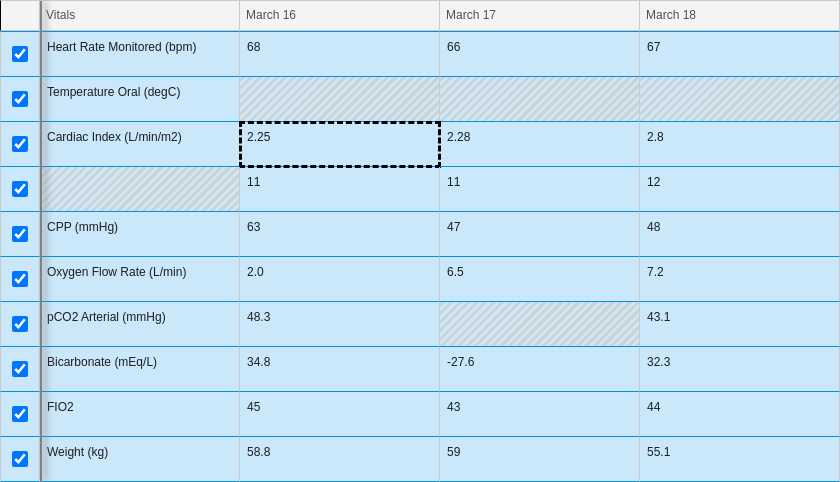 Vitals March 16 March 17 March 18
Heart Rate Monitored (bpm) 68 66 67
Temperature Oral (degC)
Cardiac Index (L/min/m2) 2.25 2.28 2.8
11 11 12
CPP (mmHg) 63 47 48
Oxygen Flow Rate (L/min) 2.0 6.5 7.2
pCO2 Arterial (mmHg) 48.3 43.1
Bicarbonate (mEq/L) 34.8 -27.6 32.3
FIO2 45 43 44
Weight (kg) 58.8 59 55.1